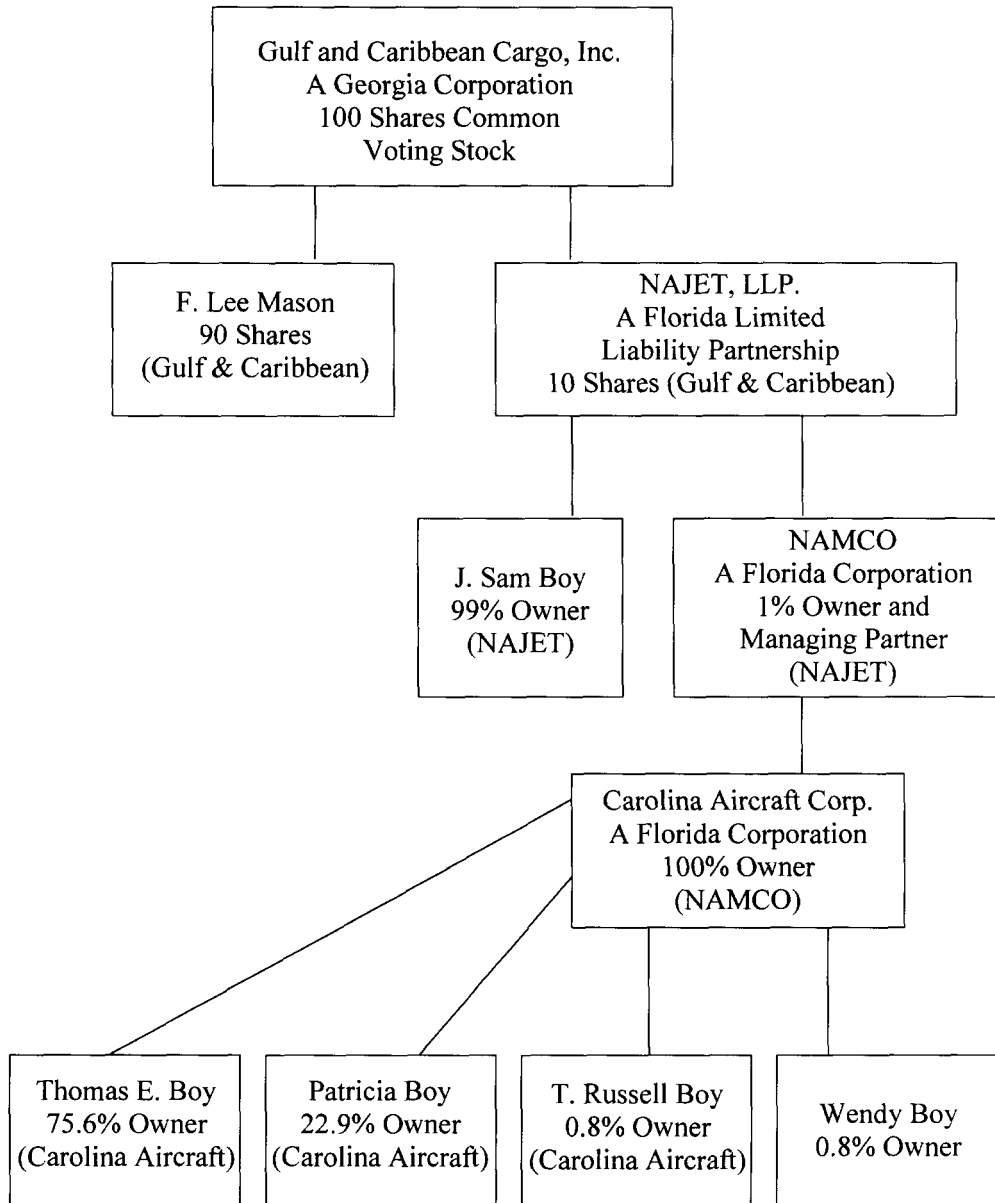 Gulf and Caribbean Cargo, Inc.
A Georgia Corporation
100 Shares Common
Voting Stock
F. Lee Mason
90 Shares
(Gulf & Caribbean)
NAJET, LLP.
A Florida Limited
Liability Partnership
10 Shares (Gulf & Caribbean)
J. Sam Boy
99% Owner
(NAJET)
NAMCO
A Florida Corporation
1% Owner and
Managing Partner
(NAJET)
Carolina Aircraft Corp.
A Florida Corporation
100% Owner
(NAMCO)
Thomas E. Boy
75.6% Owner
(Carolina Aircraft)
Patricia Boy
22.9% Owner
(Carolina Aircraft)
T. Russell Boy
0.8% Owner
(Carolina Aircraft)
Wendy Boy
0.8% Owner